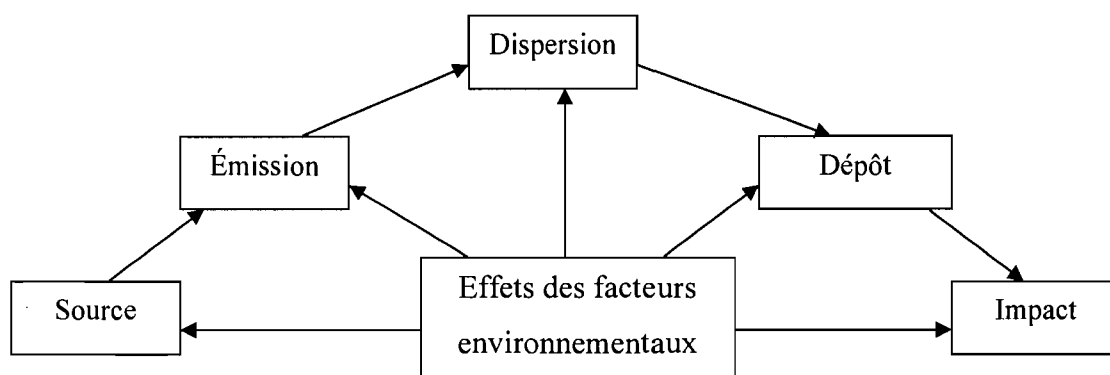 Dispersion
Émission
Dépôt
Source
Effets des facteurs
environnementaux
Impact